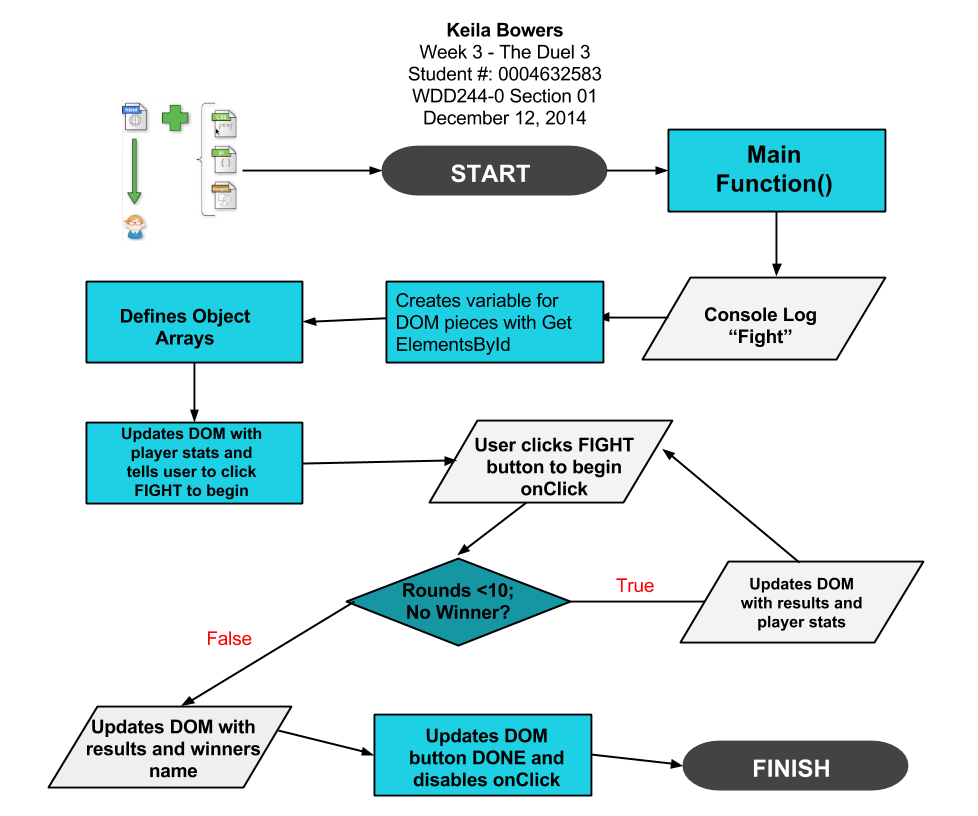 Keila Bowers
Week 3 - The Duel 3
Student #: 0004632583
WDD244-0 Section 01
December 12, 2014
html
START
Main
Function()
Console Log
“Fight”
Creates variable for
DOM pieces with Get
ElementsById
Defines Object
Arrays
Updates DOM with
player stats and
tells user to click
FIGHT to begin
User clicks FIGHT
button to begin
onClick
Rounds <10;
No Winner?
True
Updates DOM
with results and
player stats
False
Updates DOM with
results and winners
name
Updates DOM
button DONE and
disables onClick
FINISH